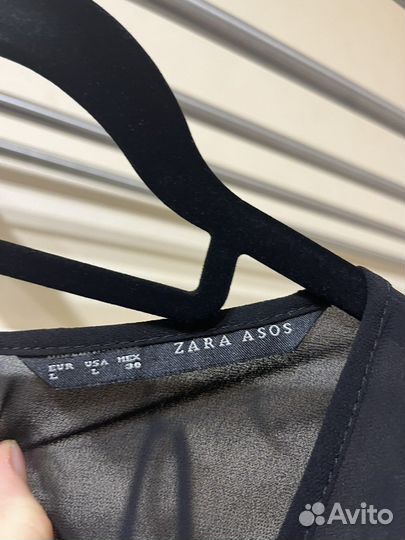 EUR USA MEX
L L 30
ZARA ASOS
Avito